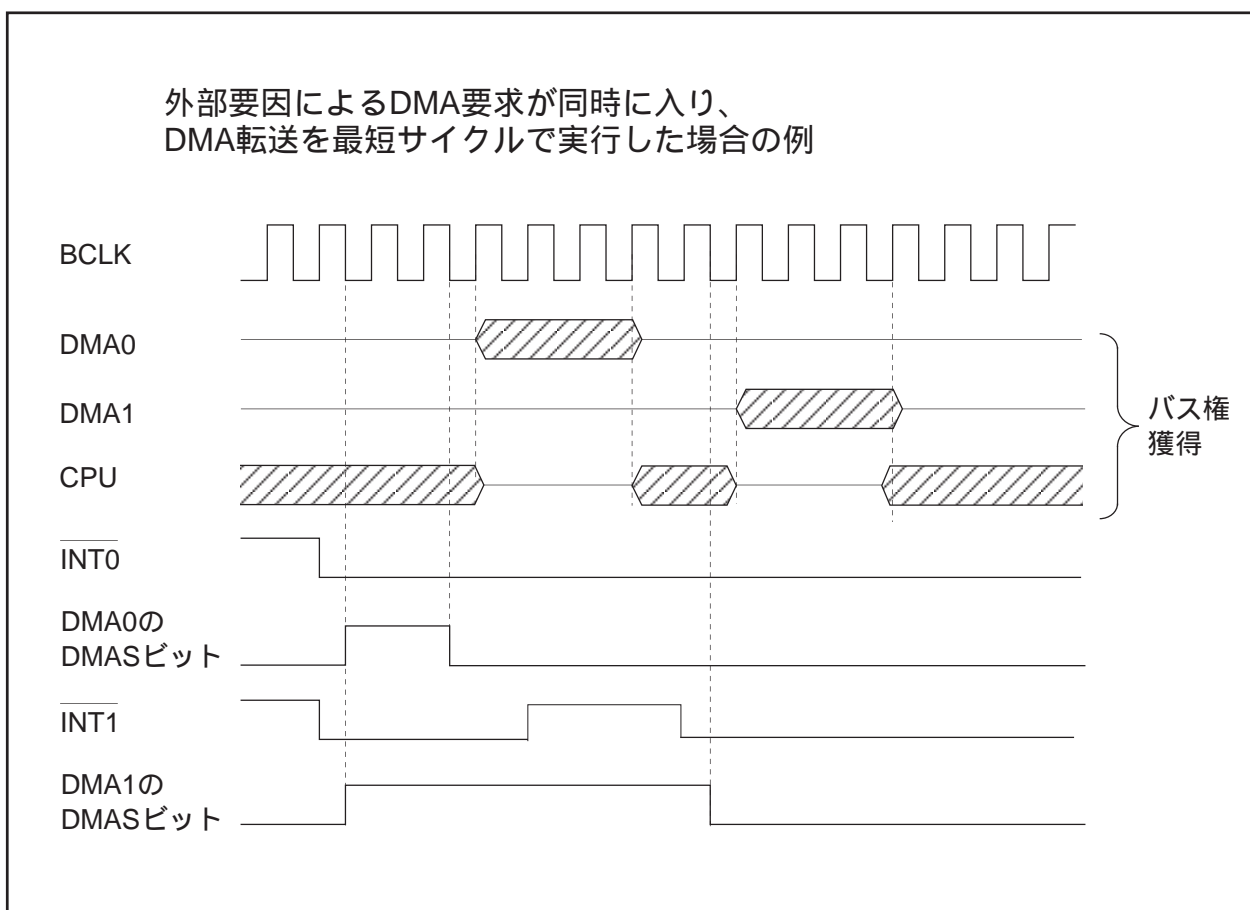 外部要因によるDMA要求が同時に入り、
DMA転送を最短サイクルで実行した場合の例
BCLK
DMA0
DMA1
CPU
バス権
獲得
INT0
DMA0の
DMASビット
INT1
DMA1の
DMASビット